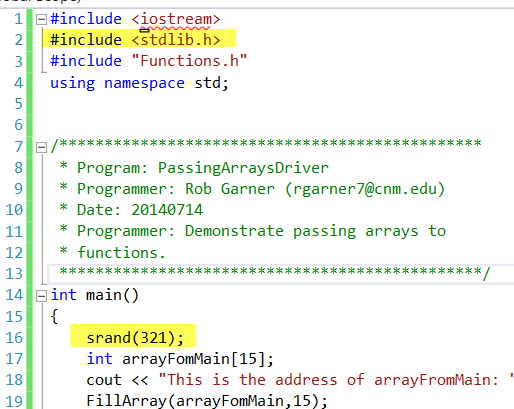 1 #include <iostream>
2 #include <stdlib.h>
3 #include "Functions.h"
4 using namespace std;
5
6
7 /***********************************************
8 * Program: PassingArraysDriver
9 * Programmer: Rob Garner (rgarner7@cnm.edu)
10 * Date: 20140714
11 * Programmer: Demonstrate passing arrays to
12 * functions.
13 ***********************************************/
14 int main()
15 {
16 srand(321);
17 int arrayFomMain[15];
18 cout << "This is the address of arrayFromMain: "
19 FillArray(arrayFomMain,15);